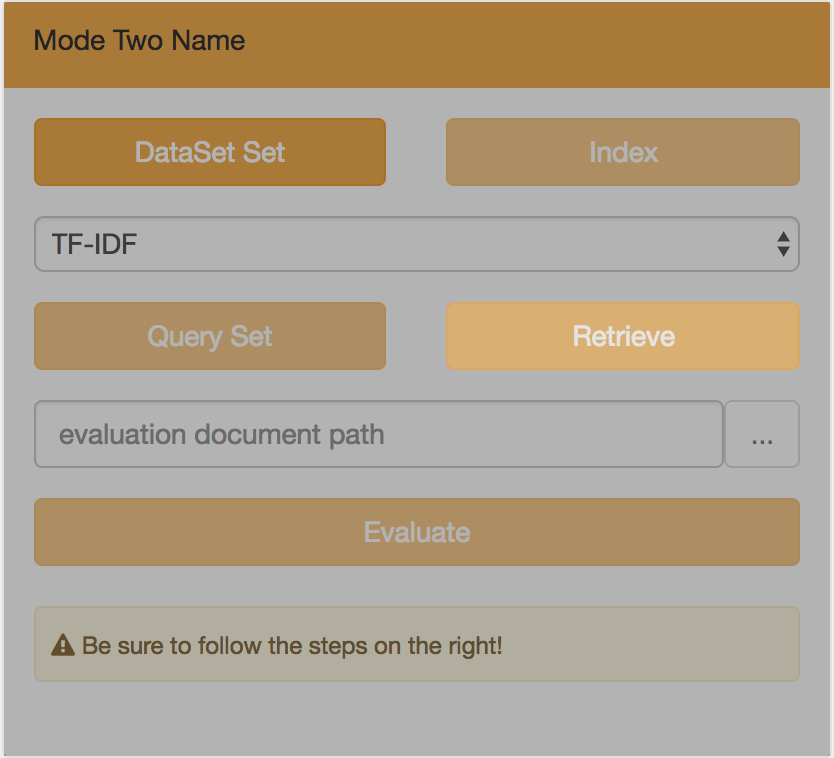 Mode Two Name
DataSet Set
Index
TF-IDF
Query Set
Retrieve
evaluation document path
...
Evaluate
Be sure to follow the steps on the right!